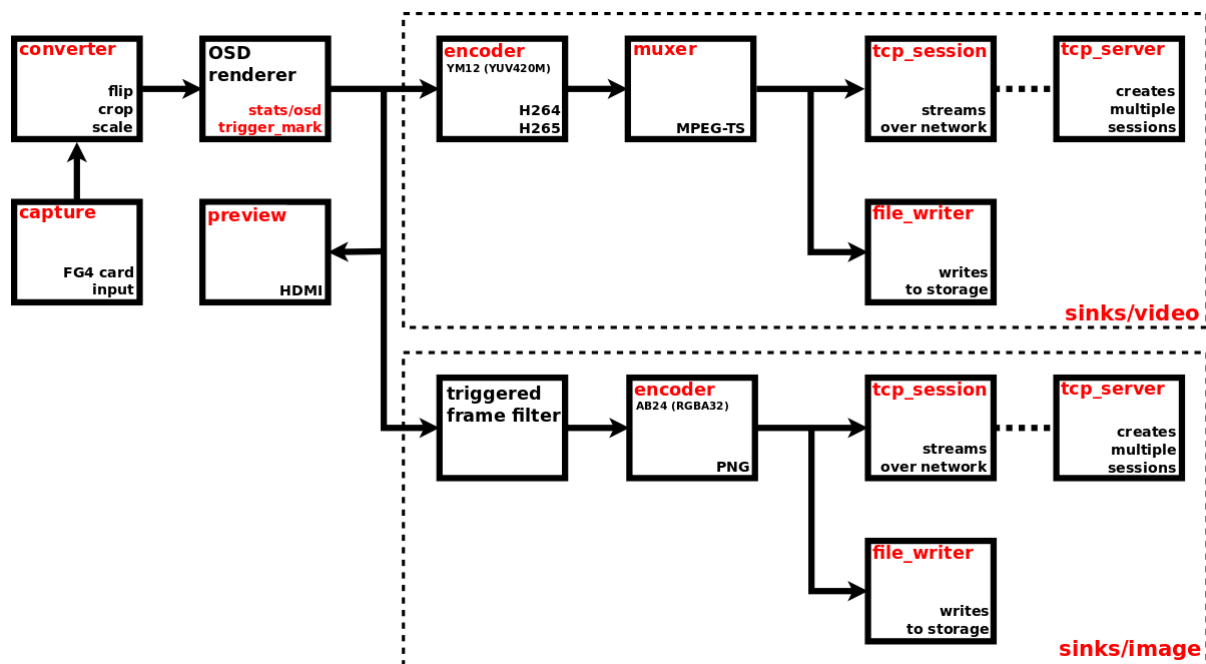 converter
flip
crop
scale
OSD
renderer
stats/osd
trigger_mark
encoder
YM12 (YUV420M)
H264
H265
muxer
MPEG-TS
tcp_session
streams
over network
tcp_server
creates
multiple
sessions
capture
FG4 card
input
preview
HDMI
file_writer
writes
to storage
sinks/video
triggered
frame filter
encoder
AB24 (RGBA32)
PNG
tcp_session
streams
over network
tcp_server
creates
multiple
sessions
file_writer
writes
to storage
sinks/image